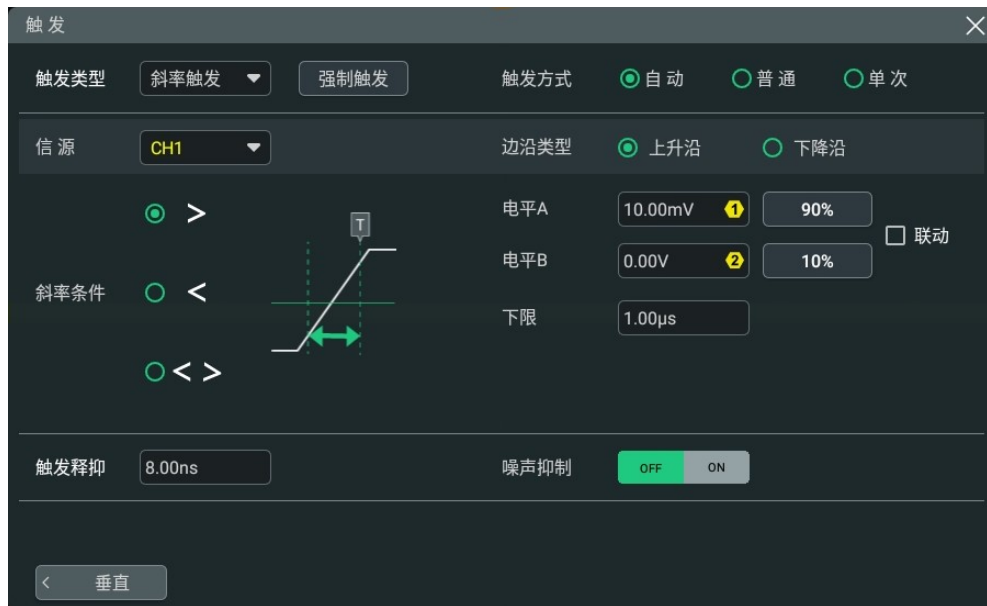 触发
触发类型 斜率触发 强制触发 触发方式 自动 普通 单次
信源 CH1 边沿类型 上升沿 下降沿
> T 电平A 10.00mV 1 90%
联动
电平B 0.00V 2 10%
斜率条件 <
下限 1.00μs
< >
触发释抑 8.00ns 噪声抑制 OFF ON
< 垂直